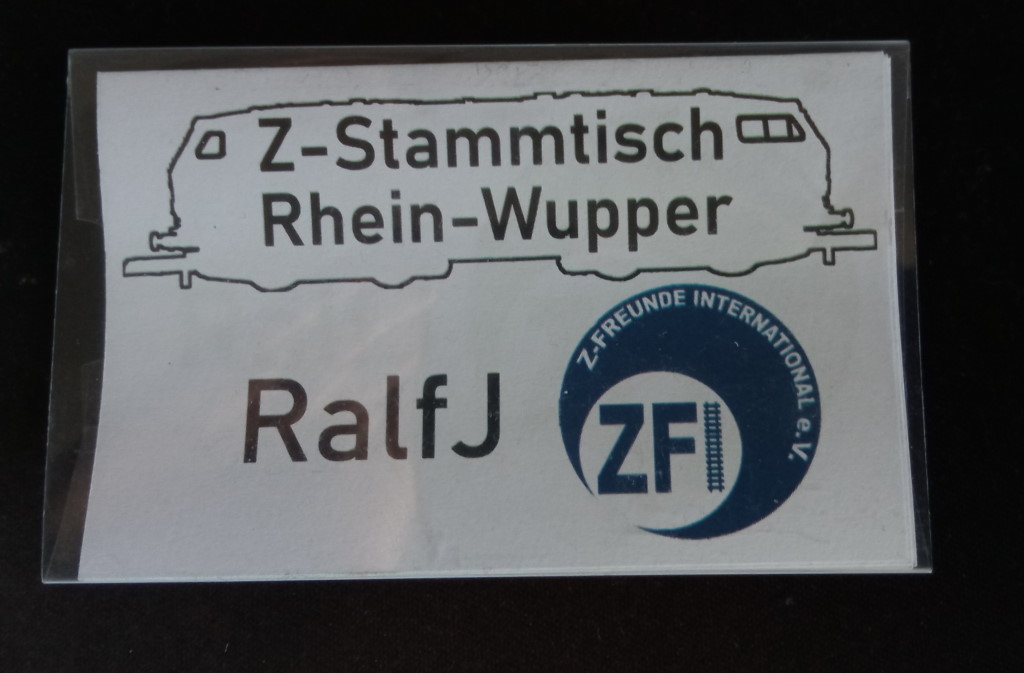 Z-Stammtisch
Rhein-Wupper
RalfJ
Z-FREUNDE INTERNATIONAL e.V.
ZFI